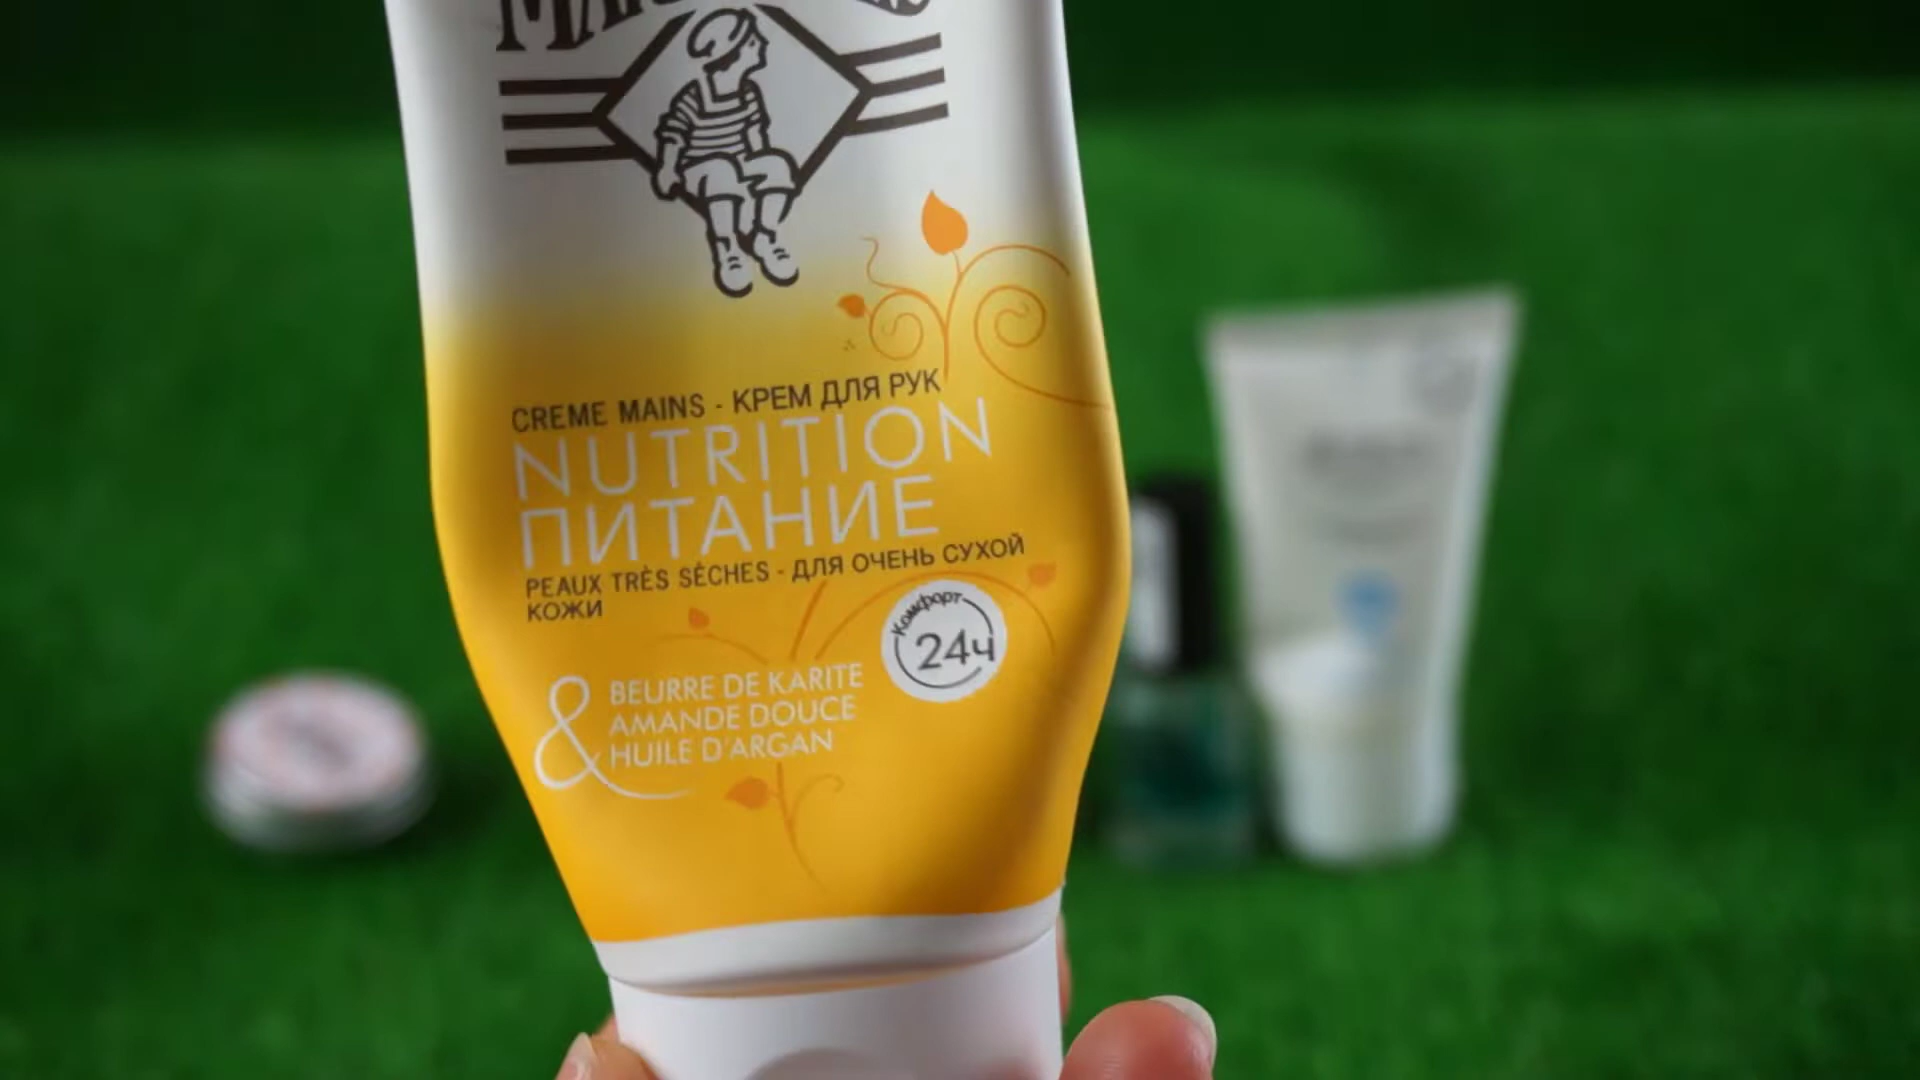 CREME MAINS - КРЕМ ДЛЯ РУК
NUTRITION
ПИТАНИЕ
PEAUX TRÈS SÈCHES - ДЛЯ ОЧЕНЬ СУХОЙ
КОЖИ
Комфорт
24ч
& BEURRE DE KARITE
AMANDE DOUCE
HUILE D'ARGAN